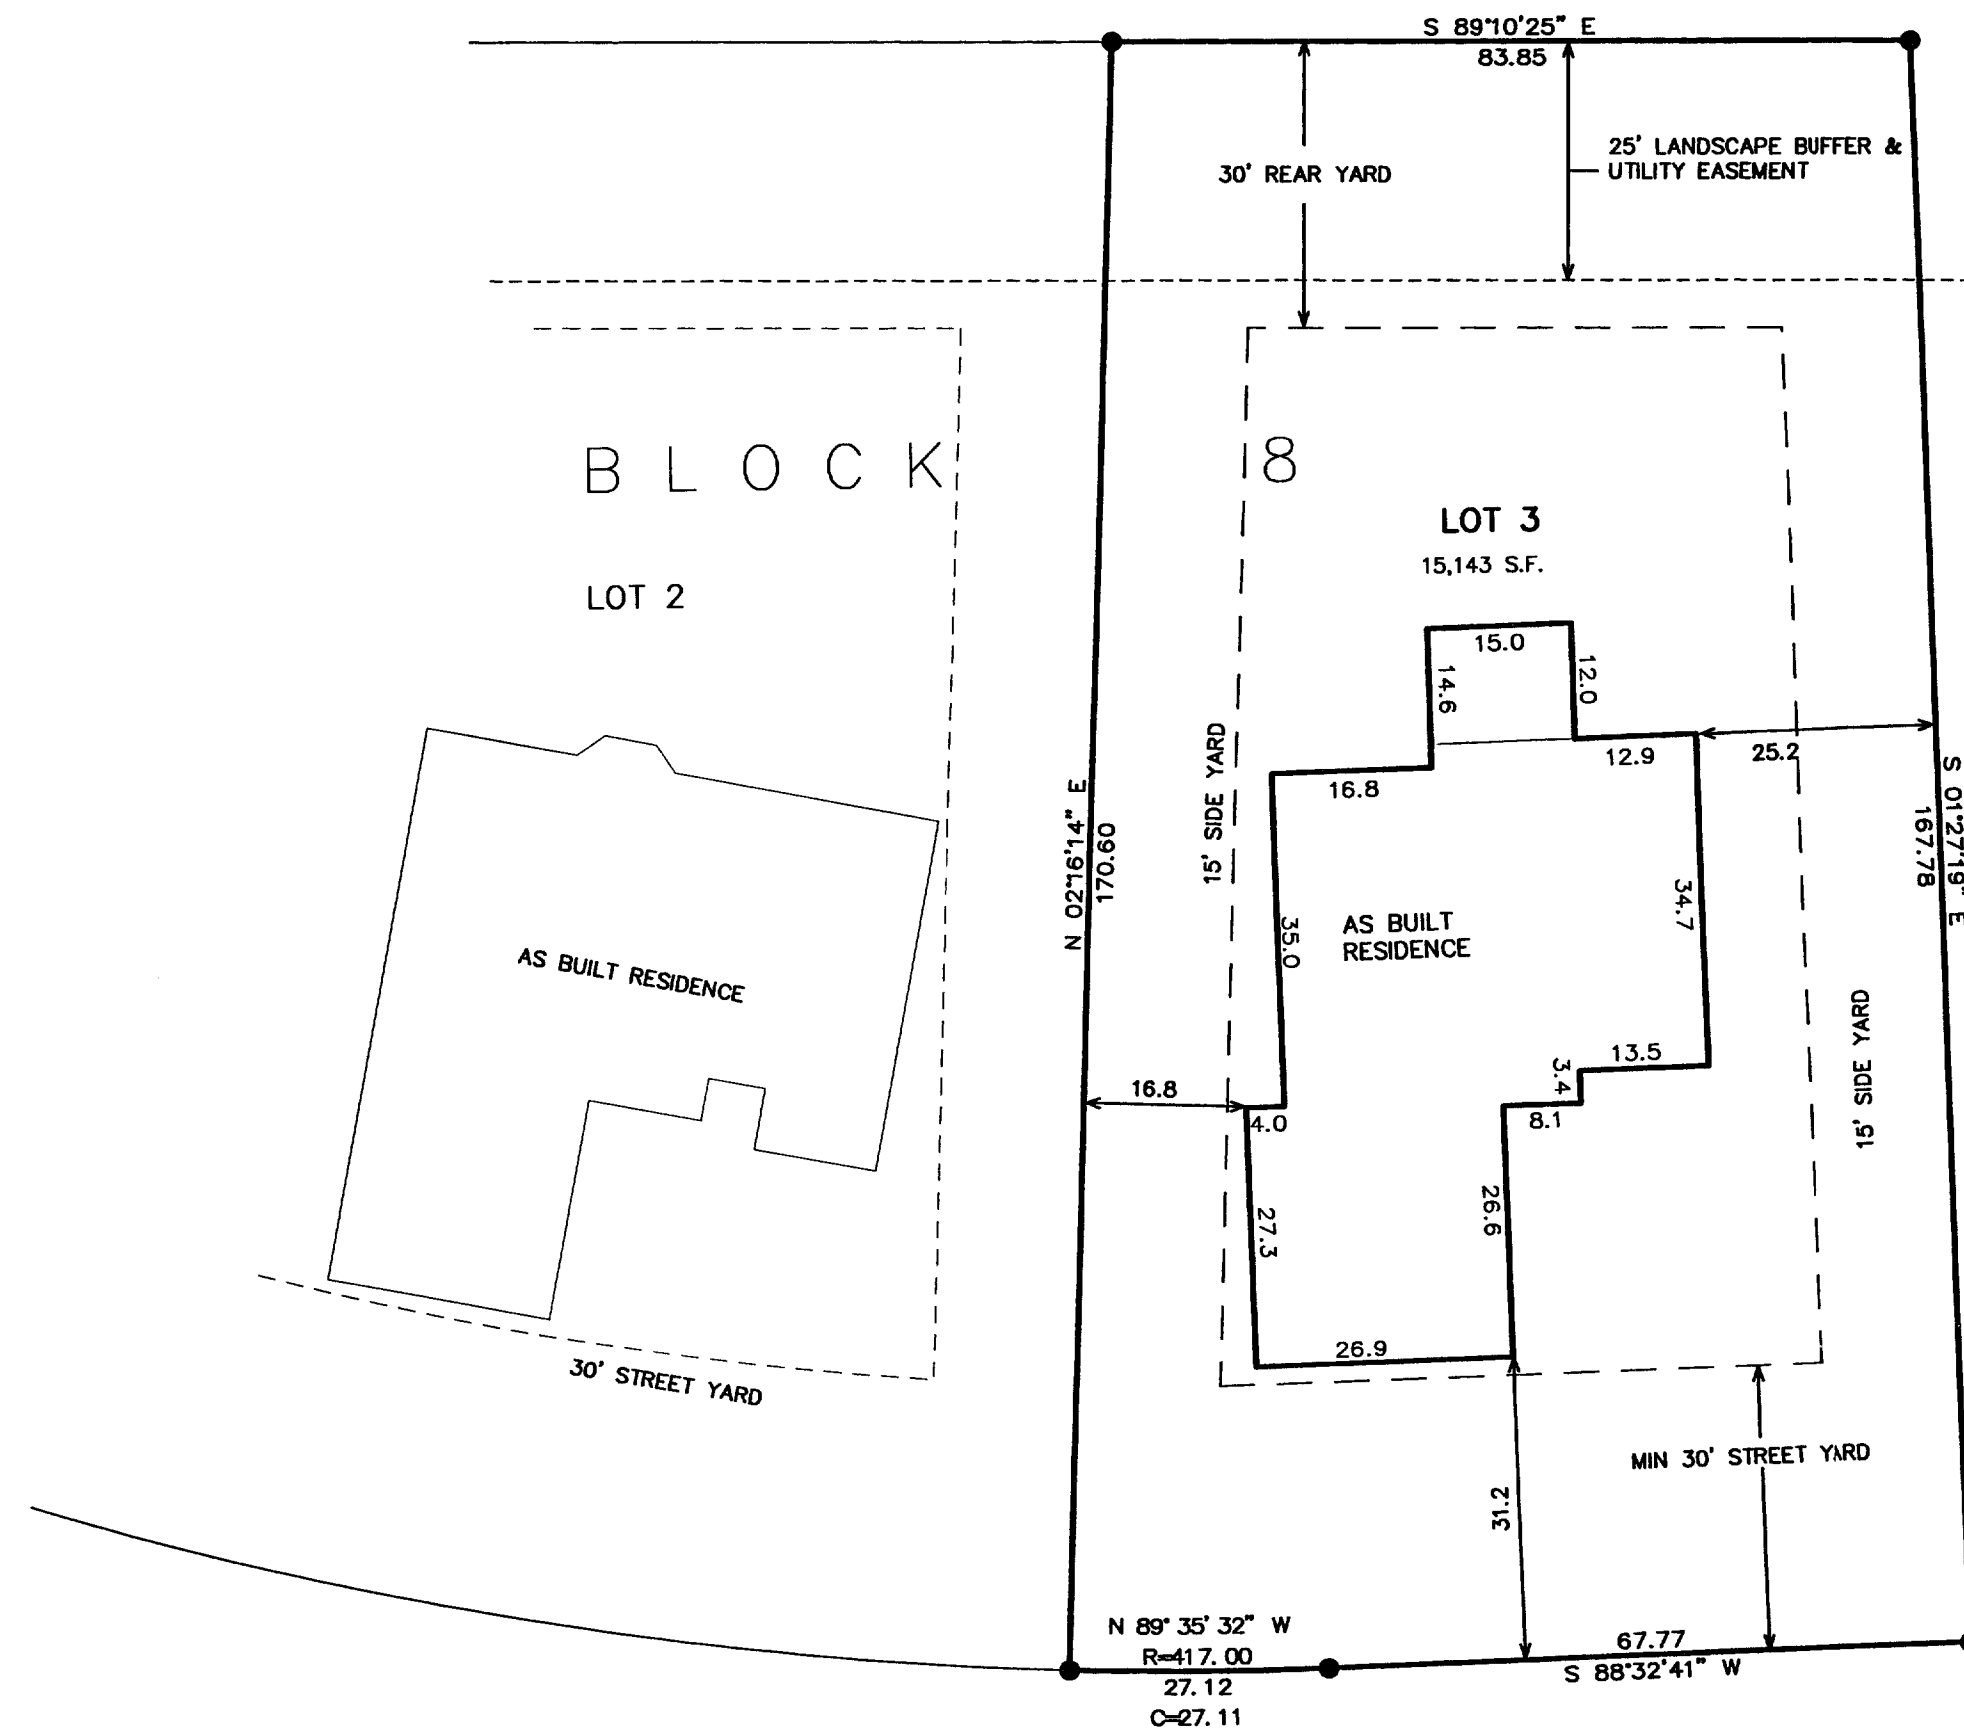 S 89°10'25" E
83.85
25' LANDSCAPE BUFFER &
UTILITY EASEMENT
30' REAR YARD
BLOCK 8
LOT 3
15,143 S.F.
LOT 2
15.0
14.6
12.0
12.9
25.2
16.8
15' SIDE YARD
N 02°16'14" E
170.60
S 01°27'19" E
167.78
34.7
35.0
AS BUILT
RESIDENCE
AS BUILT RESIDENCE
13.5
3.4
8.1
16.8
4.0
15' SIDE YARD
26.6
27.3
26.9
30' STREET YARD
MIN 30' STREET YARD
31.2
N 89° 35' 32" W
R=417.00
27.12
C=27.11
67.77
S 88°32'41" W